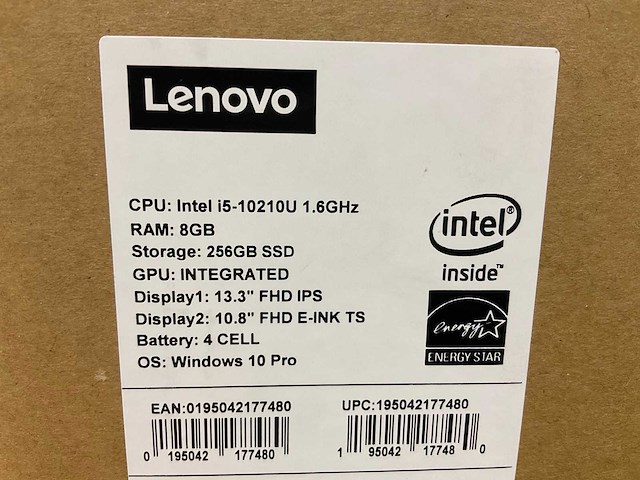 Lenovo
CPU: Intel i5-10210U 1.6GHz
RAM: 8GB
Storage: 256GB SSD
GPU: INTEGRATED
Display1: 13.3" FHD IPS
Display2: 10.8" FHD E-INK TS
Battery: 4 CELL
OS: Windows 10 Pro
intel®
inside™
energy
ENERGY STAR
EAN:0195042177480 UPC:195042177480
0 195042 177480 1 95042 17748 0